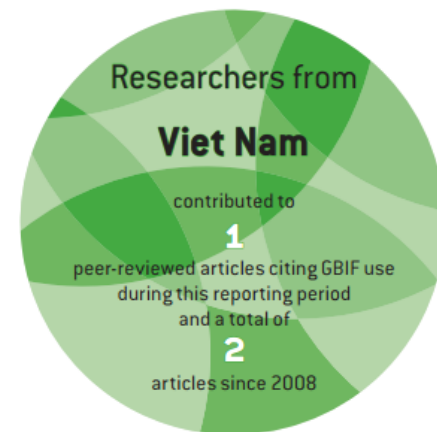 Researchers from
Viet Nam
contributed to
1
peer-reviewed articles citing GBIF use
during this reporting period
and a total of
2
articles since 2008